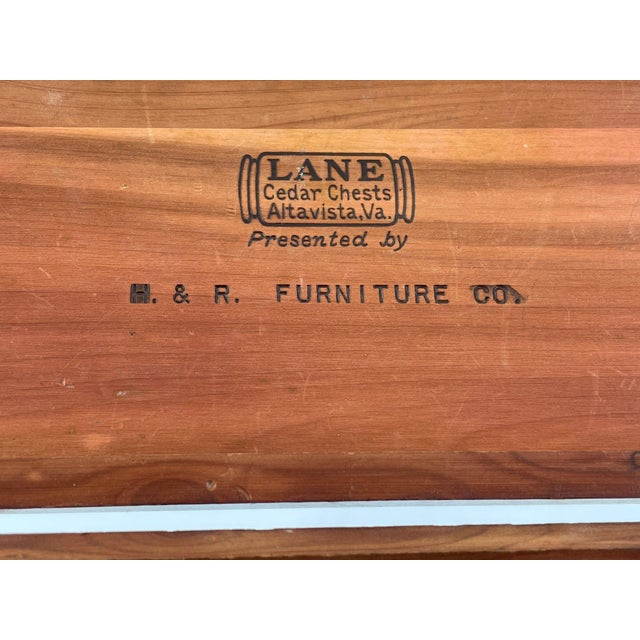 LANE
Cedar Chests
Altavista, Va.
Presented by
H. & R. FURNITURE CO.